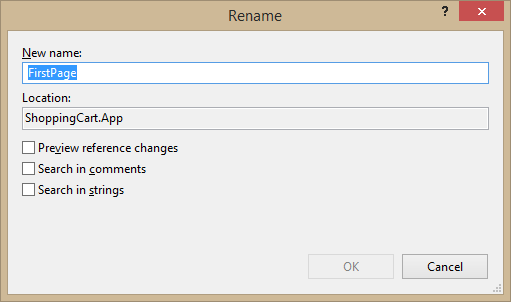 Rename
?
New name:
FirstPage
Location:
ShoppingCart.App
Preview reference changes
Search in comments
Search in strings
OK Cancel